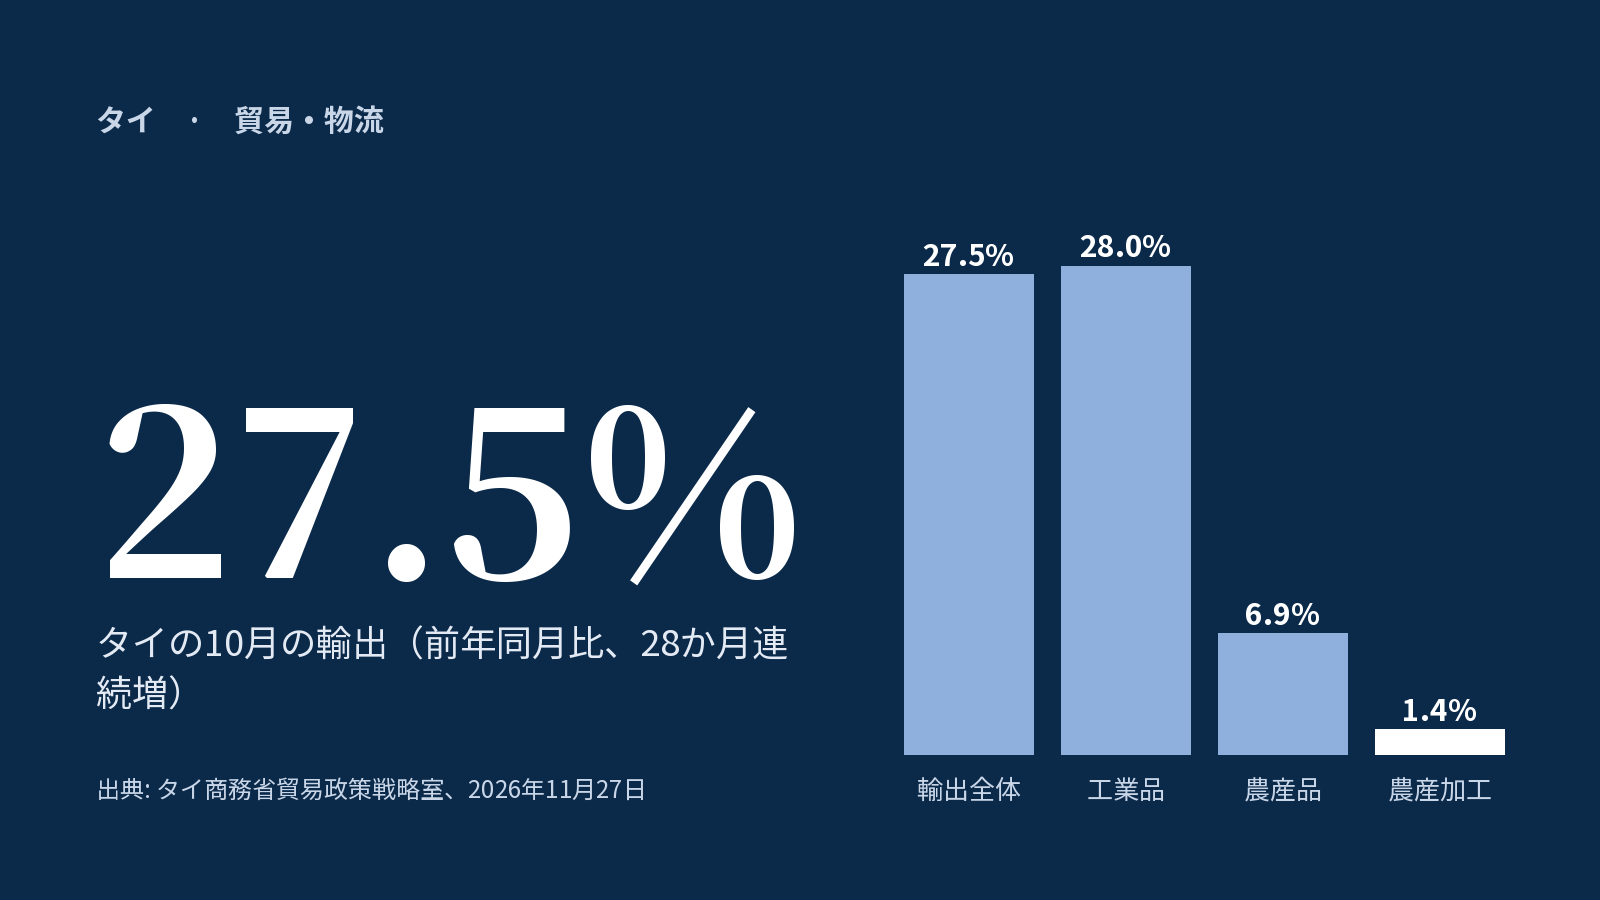 タイ · 貿易・物流
27.5%
タイの10月の輸出（前年同月比、28か月連
続増）
出典: タイ商務省貿易政策戦略室、2026年11月27日
27.5%
28.0%
6.9%
1.4%
輸出全体
工業品
農産品
農産加工